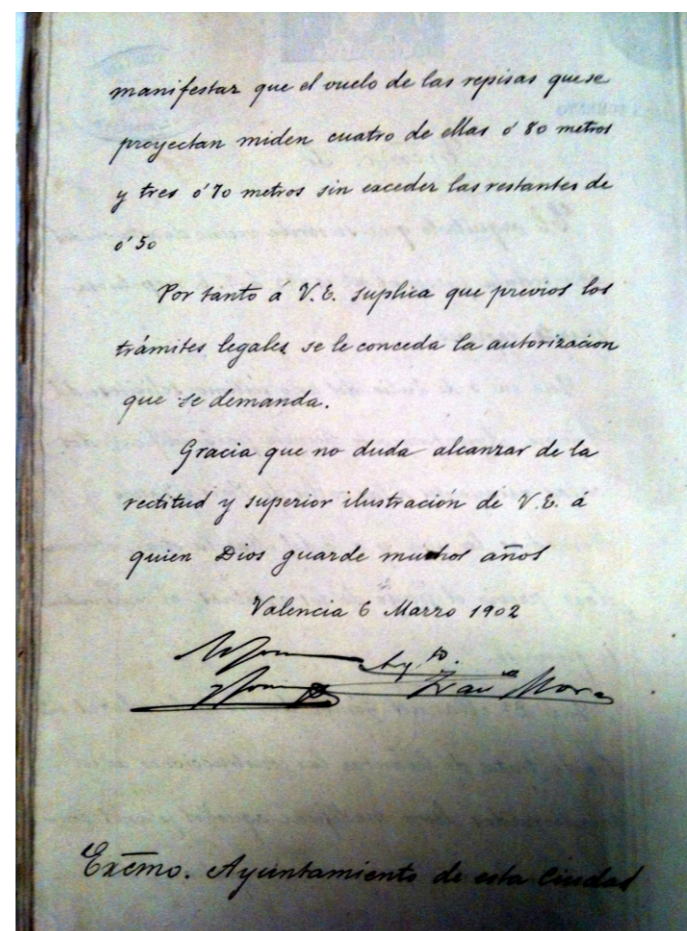 manifestar que el vuelo de las repisas que se
proyectan miden cuatro de ellas o' 80 metros
y tres o' 70 metros sin exceder las restantes de
o' 50
Por tanto á V.E. suplica que previos los
trámites legales se le conceda la autorizacion
que se demanda.
Gracia que no duda alcanzar de la
rectitud y superior ilustración de V.E. á
quien Dios guarde muchos años
Valencia 6 Marzo 1902
Fran.co Mora
Excmo. Ayuntamiento de esta Ciudad